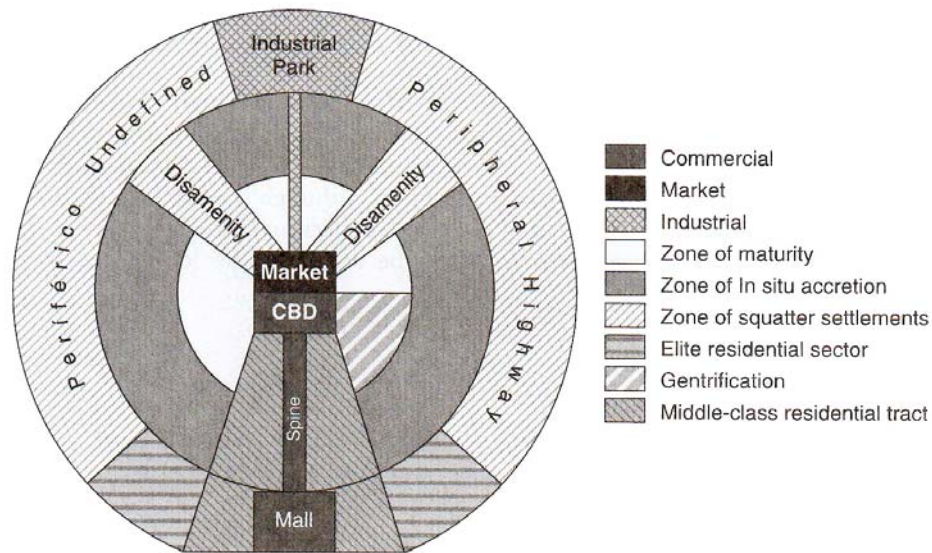 Industrial
Park
Periférico Undefined
Peripheral Highway
Disamenity
Disamenity
Market
CBD
Spine
Mall
Commercial
Market
Industrial
Zone of maturity
Zone of In situ accretion
Zone of squatter settlements
Elite residential sector
Gentrification
Middle-class residential tract